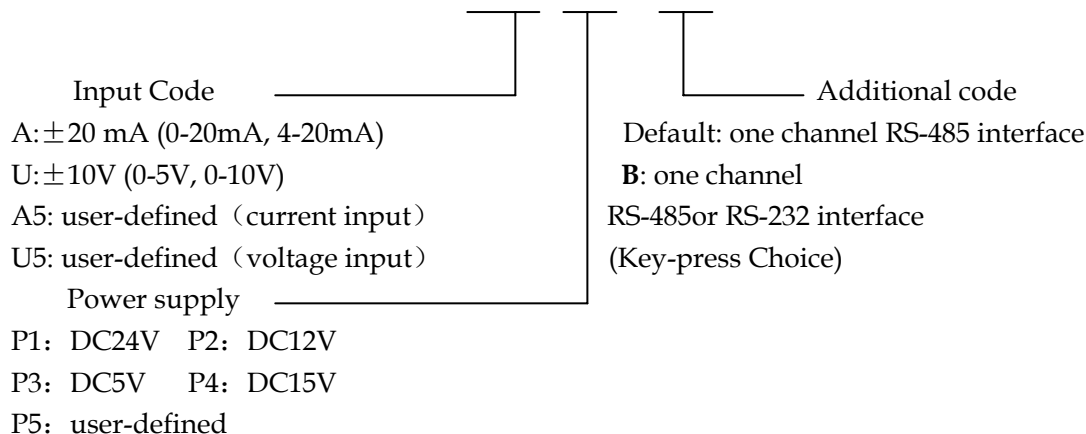 Input Code
A:±20 mA (0-20mA, 4-20mA)
U:±10V (0-5V, 0-10V)
A5: user-defined（current input）
U5: user-defined（voltage input）
Power supply
P1：DC24V P2：DC12V
P3：DC5V P4：DC15V
P5：user-defined
Additional code
Default: one channel RS-485 interface
B: one channel
RS-485or RS-232 interface
(Key-press Choice)